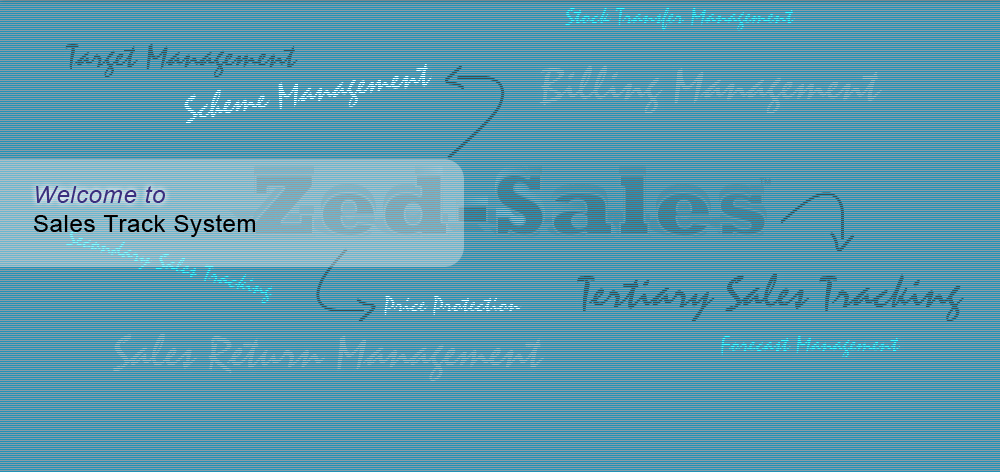 Stock Transfer Management
Target Management
Scheme Management
Billing Management
Zed-Sales™
Welcome to
Sales Track System
Secondary Sales Tracking
Price Protection
Tertiary Sales Tracking
Sales Return Management
Forecast Management